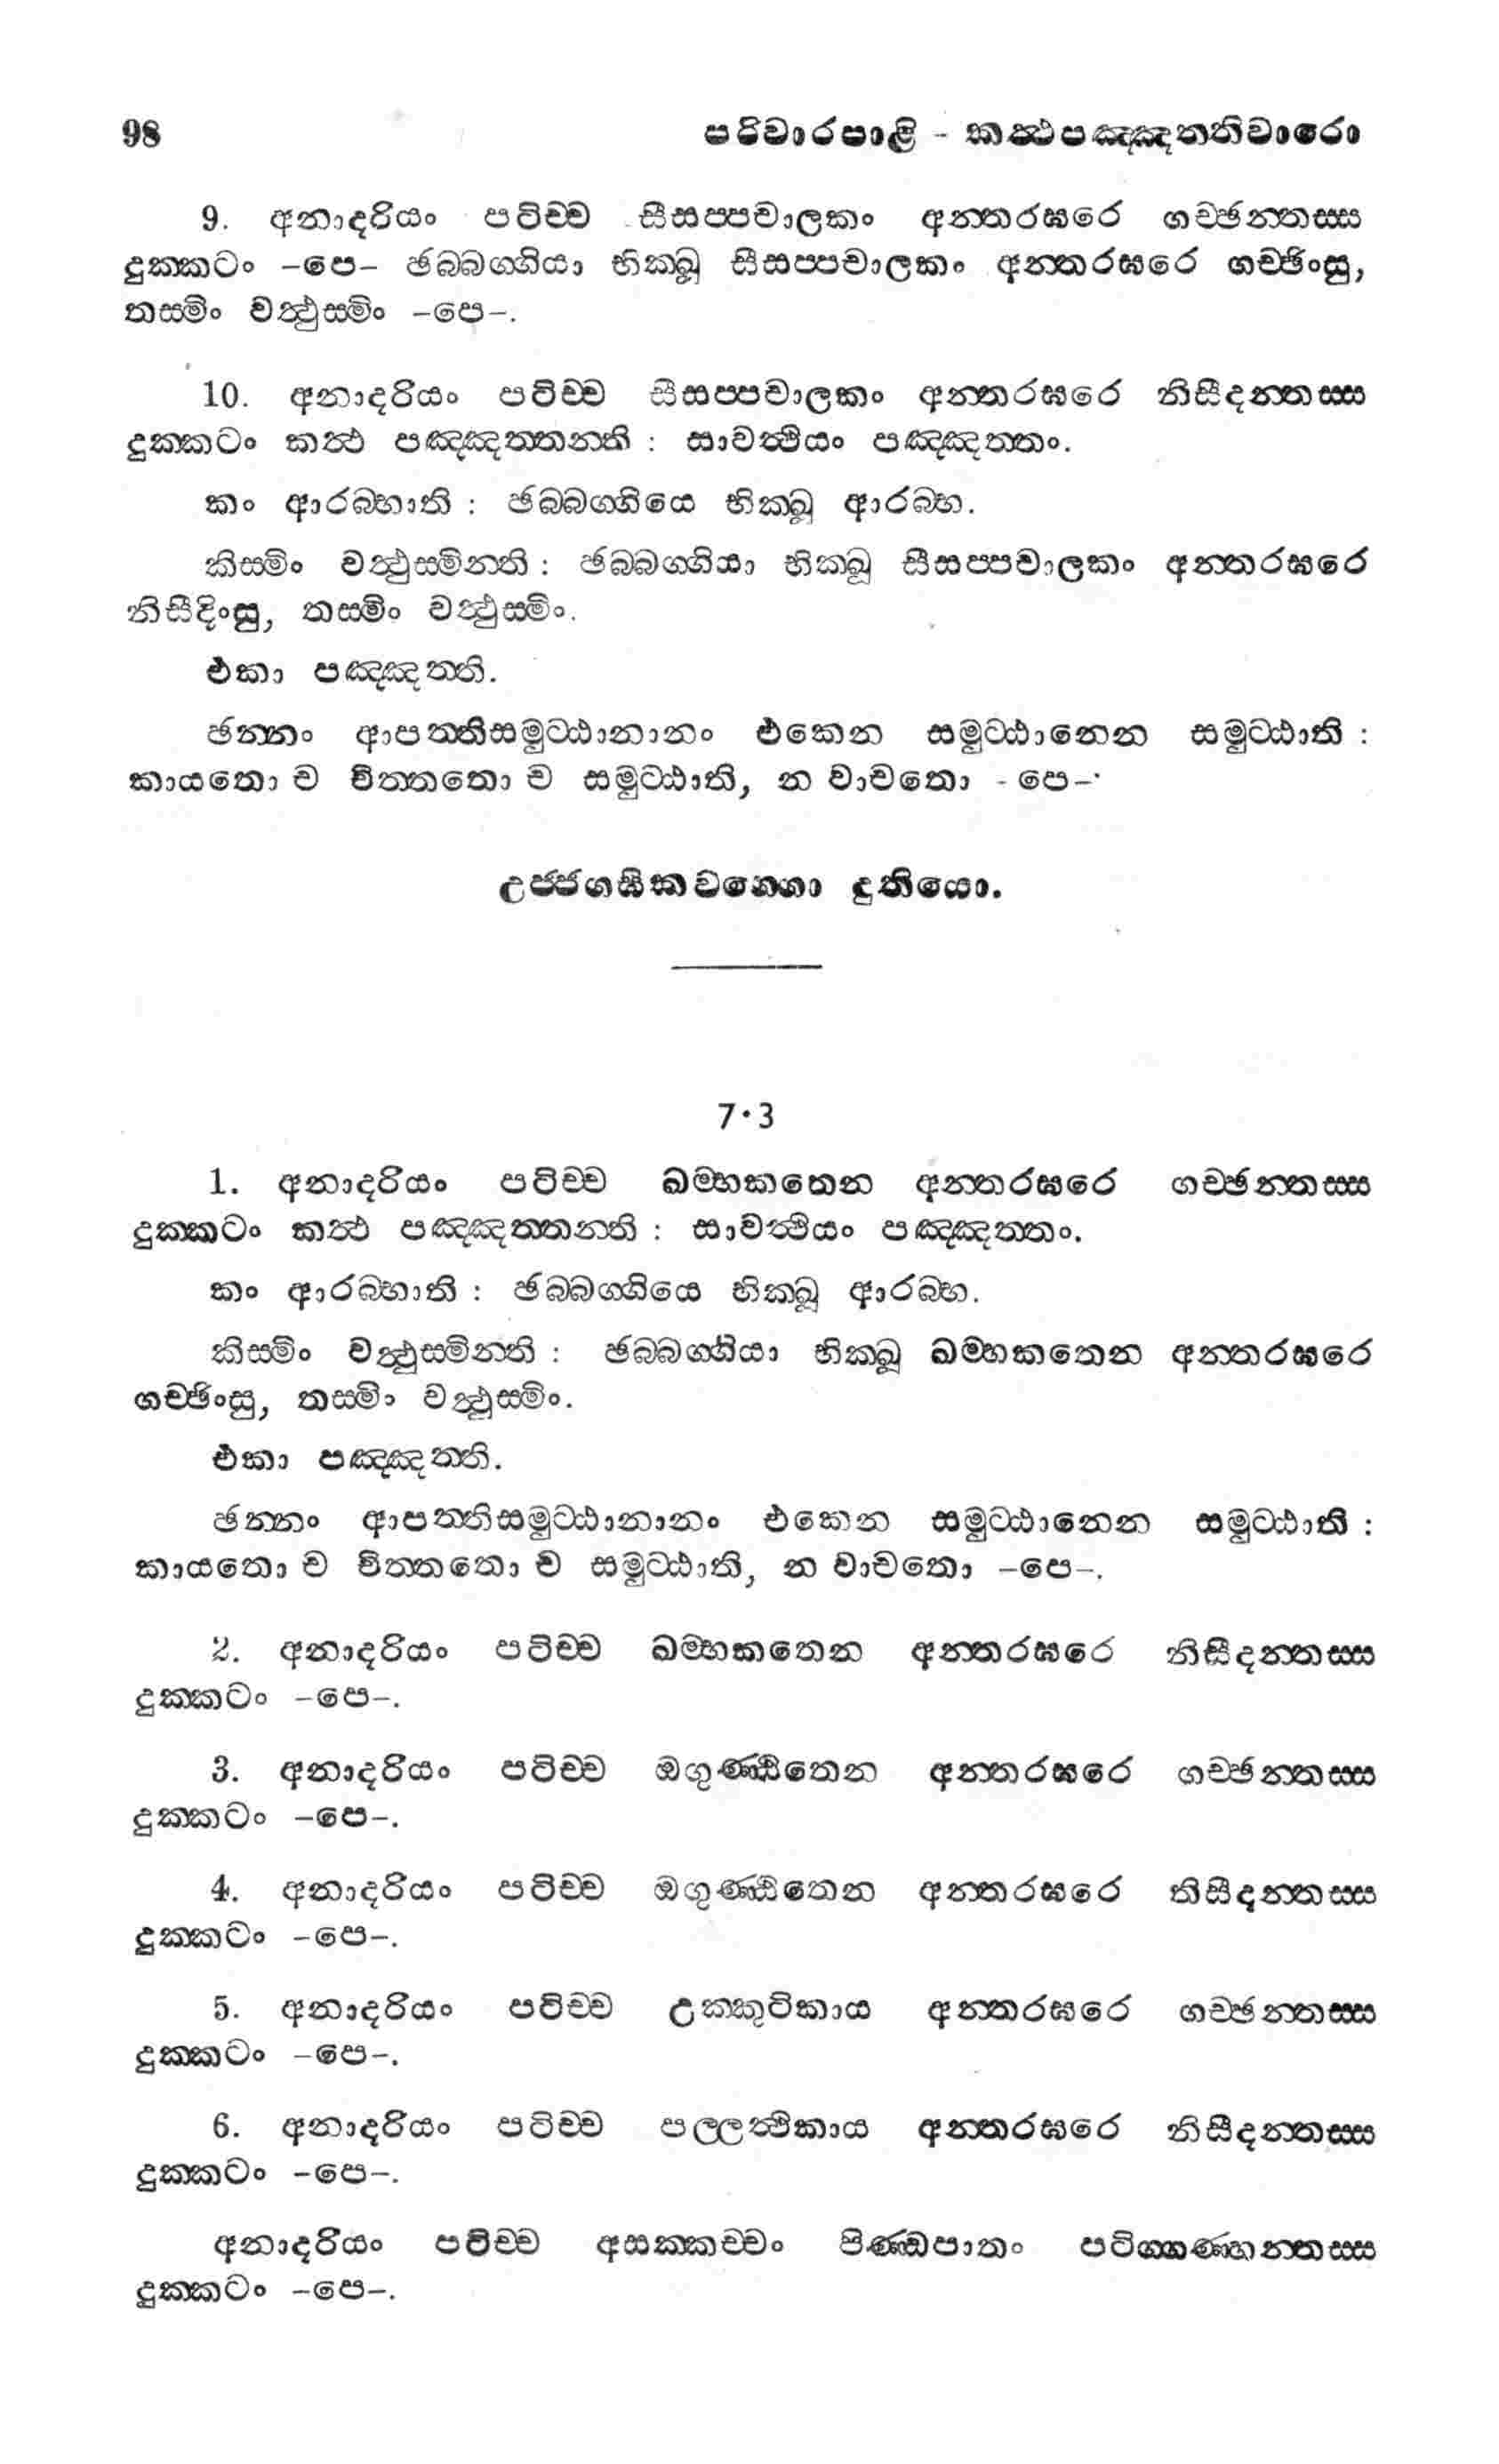 98 පරිවාරපාළි - කත්‍ථපඤ්ඤත්තිවාරො
9. අනාදරියං පටිච්ච සීසප්පචාලකං අන්තරඝරෙ ගච්ඡන්තස්ස
දුක්කටං –පෙ– ඡබ්බග්ගියා භික්ඛූ සීසප්පචාලකං අන්තරඝරෙ ගච්ඡිංසු,
තස්මිං වත්‍ථුස්මිං –පෙ–.
10. අනාදරියං පටිච්ච සීසප්පචාලකං අන්තරඝරෙ නිසීදන්තස්ස
දුක්කටං කත්‍ථ පඤ්ඤත්තන්ති : සාවත්‍ථියං පඤ්ඤත්තං.
කං ආරබ්භාති : ඡබ්බග්ගියෙ භික්ඛූ ආරබ්භ.
කිස්මිං වත්‍ථුස්මින්ති : ඡබ්බග්ගියා භික්ඛූ සීසප්පචාලකං අන්තරඝරෙ
නිසීදිංසු, තස්මිං වත්‍ථුස්මිං.
එකා පඤ්ඤත්ති.
ඡන්නං ආපත්තිසමුට්ඨානානං එකෙන සමුට්ඨානෙන සමුට්ඨාති :
කායතො ච චිත්තතො ච සමුට්ඨාති, න වාචතො - පෙ–.
උජ්ජග්ඝිකවග්ගො දුතියො.
7·3
1. අනාදරියං පටිච්ච ඛම්භකතෙන අන්තරඝරෙ ගච්ඡන්තස්ස
දුක්කටං කත්‍ථ පඤ්ඤත්තන්ති : සාවත්‍ථියං පඤ්ඤත්තං.
කං ආරබ්භාති : ඡබ්බග්ගියෙ භික්ඛූ ආරබ්භ.
කිස්මිං වත්‍ථුස්මින්ති : ඡබ්බග්ගියා භික්ඛූ ඛම්භකතෙන අන්තරඝරෙ
ගච්ඡිංසු, තස්මිං වත්‍ථුස්මිං.
එකා පඤ්ඤත්ති.
ඡන්නං ආපත්තිසමුට්ඨානානං එකෙන සමුට්ඨානෙන සමුට්ඨාති :
කායතො ච චිත්තතො ච සමුට්ඨාති, න වාචතො –පෙ–.
2. අනාදරියං පටිච්ච ඛම්භකතෙන අන්තරඝරෙ නිසීදන්තස්ස
දුක්කටං –පෙ–.
3. අනාදරියං පටිච්ච ඔගුණ්ඨිතෙන අන්තරඝරෙ ගච්ඡන්තස්ස
දුක්කටං –පෙ–.
4. අනාදරියං පටිච්ච ඔගුණ්ඨිතෙන අන්තරඝරෙ නිසීදන්තස්ස
දුක්කටං –පෙ–.
5. අනාදරියං පටිච්ච උක්කුටිකාය අන්තරඝරෙ ගච්ඡන්තස්ස
දුක්කටං –පෙ–.
6. අනාදරියං පටිච්ච පල්ලත්‍ථිකාය අන්තරඝරෙ නිසීදන්තස්ස
දුක්කටං –පෙ–.
අනාදරියං පටිච්ච අසක්කච්චං පිණ්ඩපාතං පටිග්ගණ්හන්තස්ස
දුක්කටං –පෙ–.